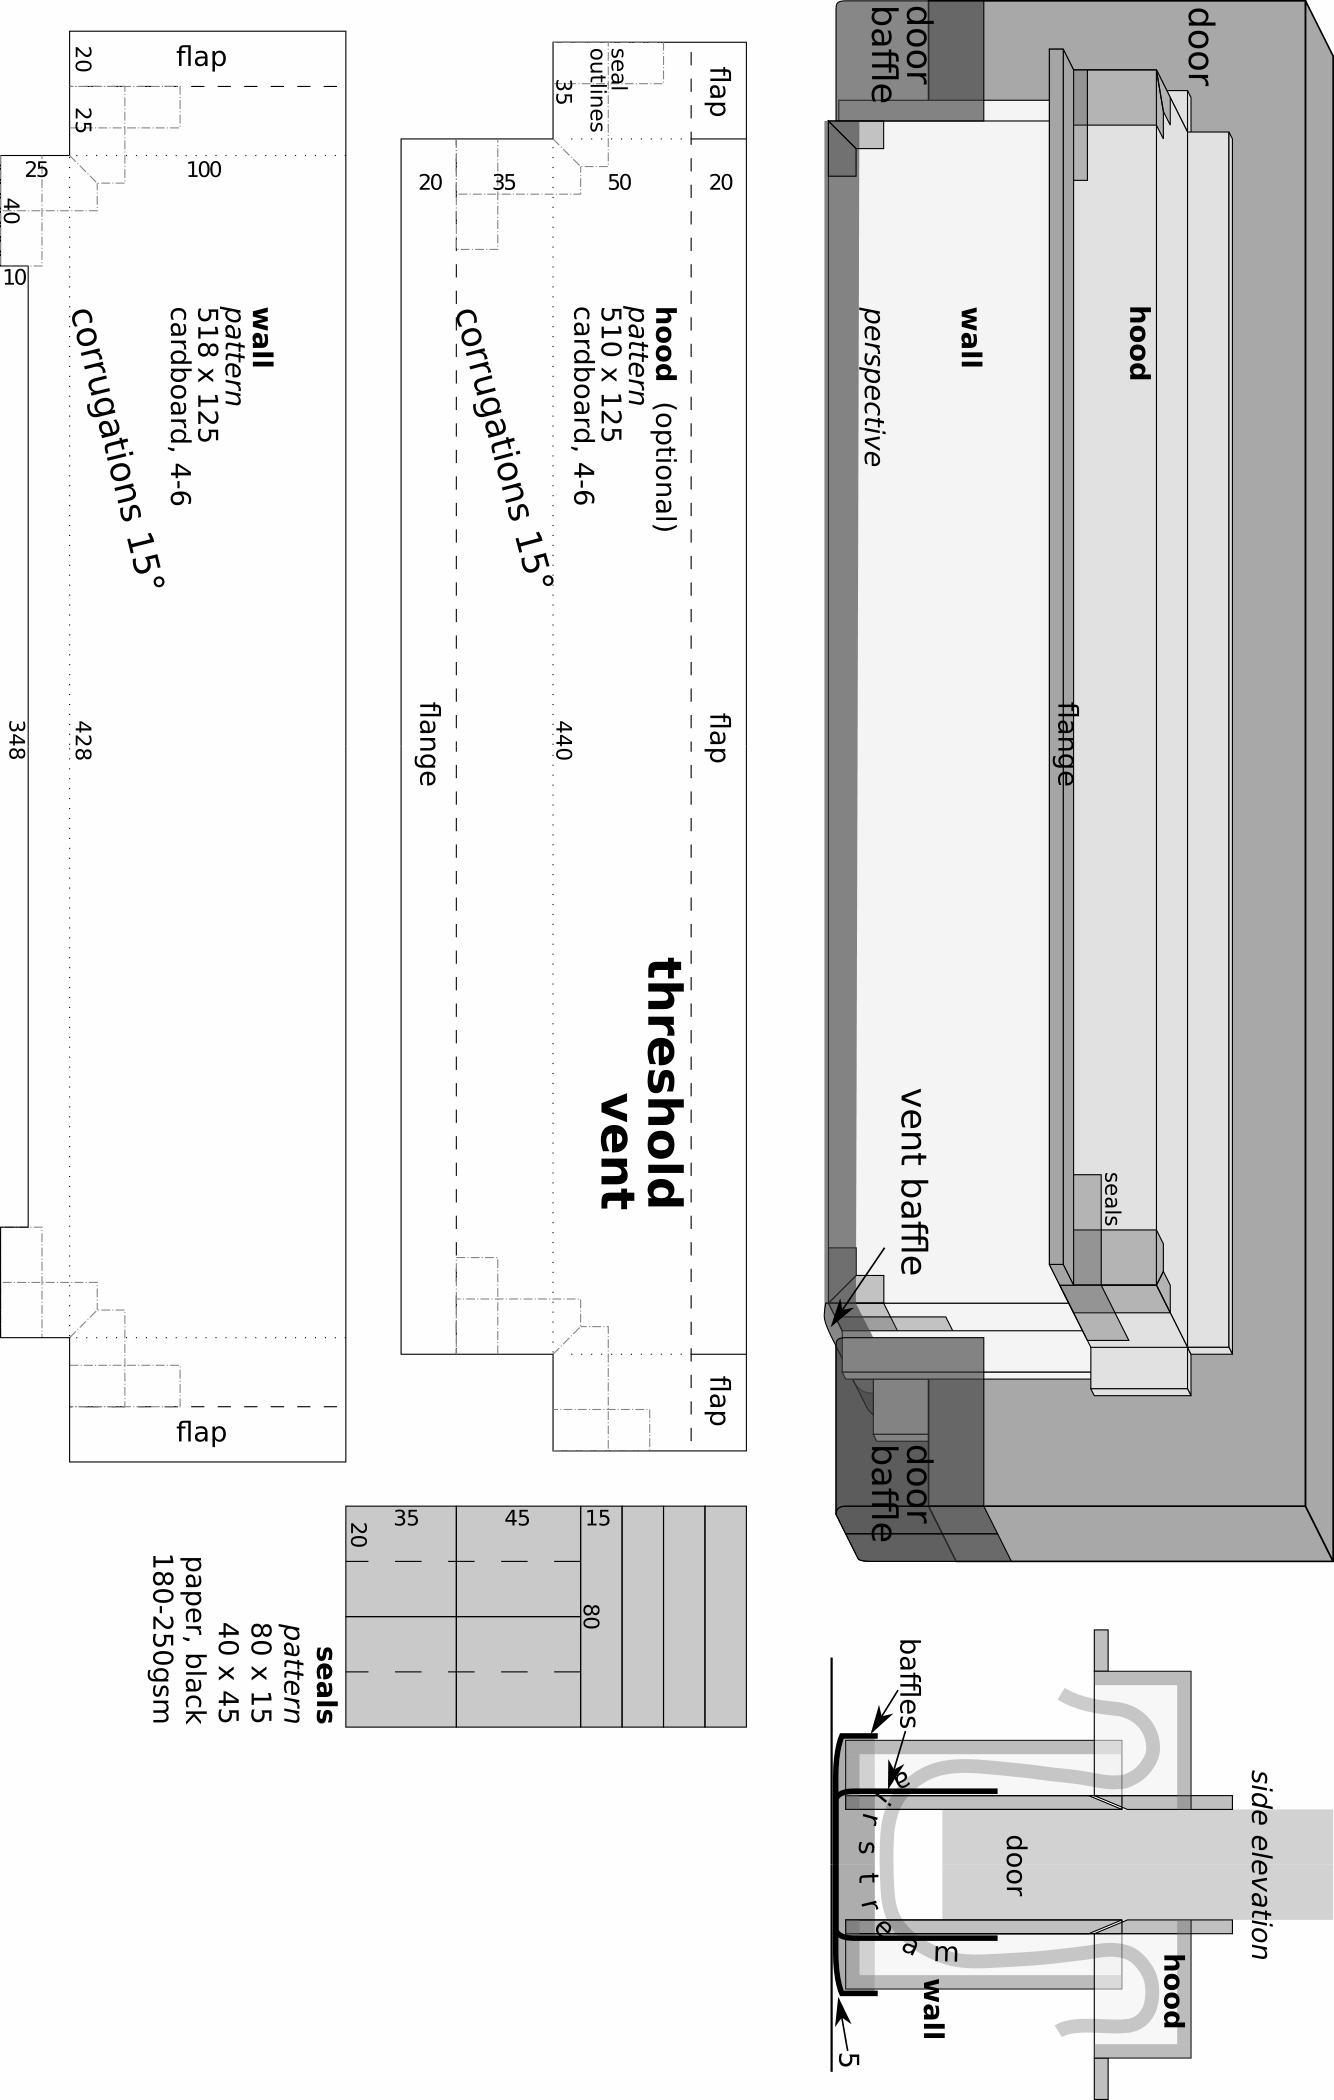 door
door
baffle
hood
wall
perspective
flange
vent baffle
seals
door
baffle
side elevation
hood
door
baffles
airstream
wall
5
threshold
vent
flap
20
flap
flap
seal
outlines
35
20
35
50
hood (optional)
pattern
510 x 125
cardboard, 4-6
corrugations 15°
440
flange
flap
20
25
25
100
40
10
wall
pattern
518 x 125
cardboard, 4-6
corrugations 15°
428
348
flap
35
45
15
20
80
seals
pattern
80 x 15
40 x 45
paper, black
180-250gsm